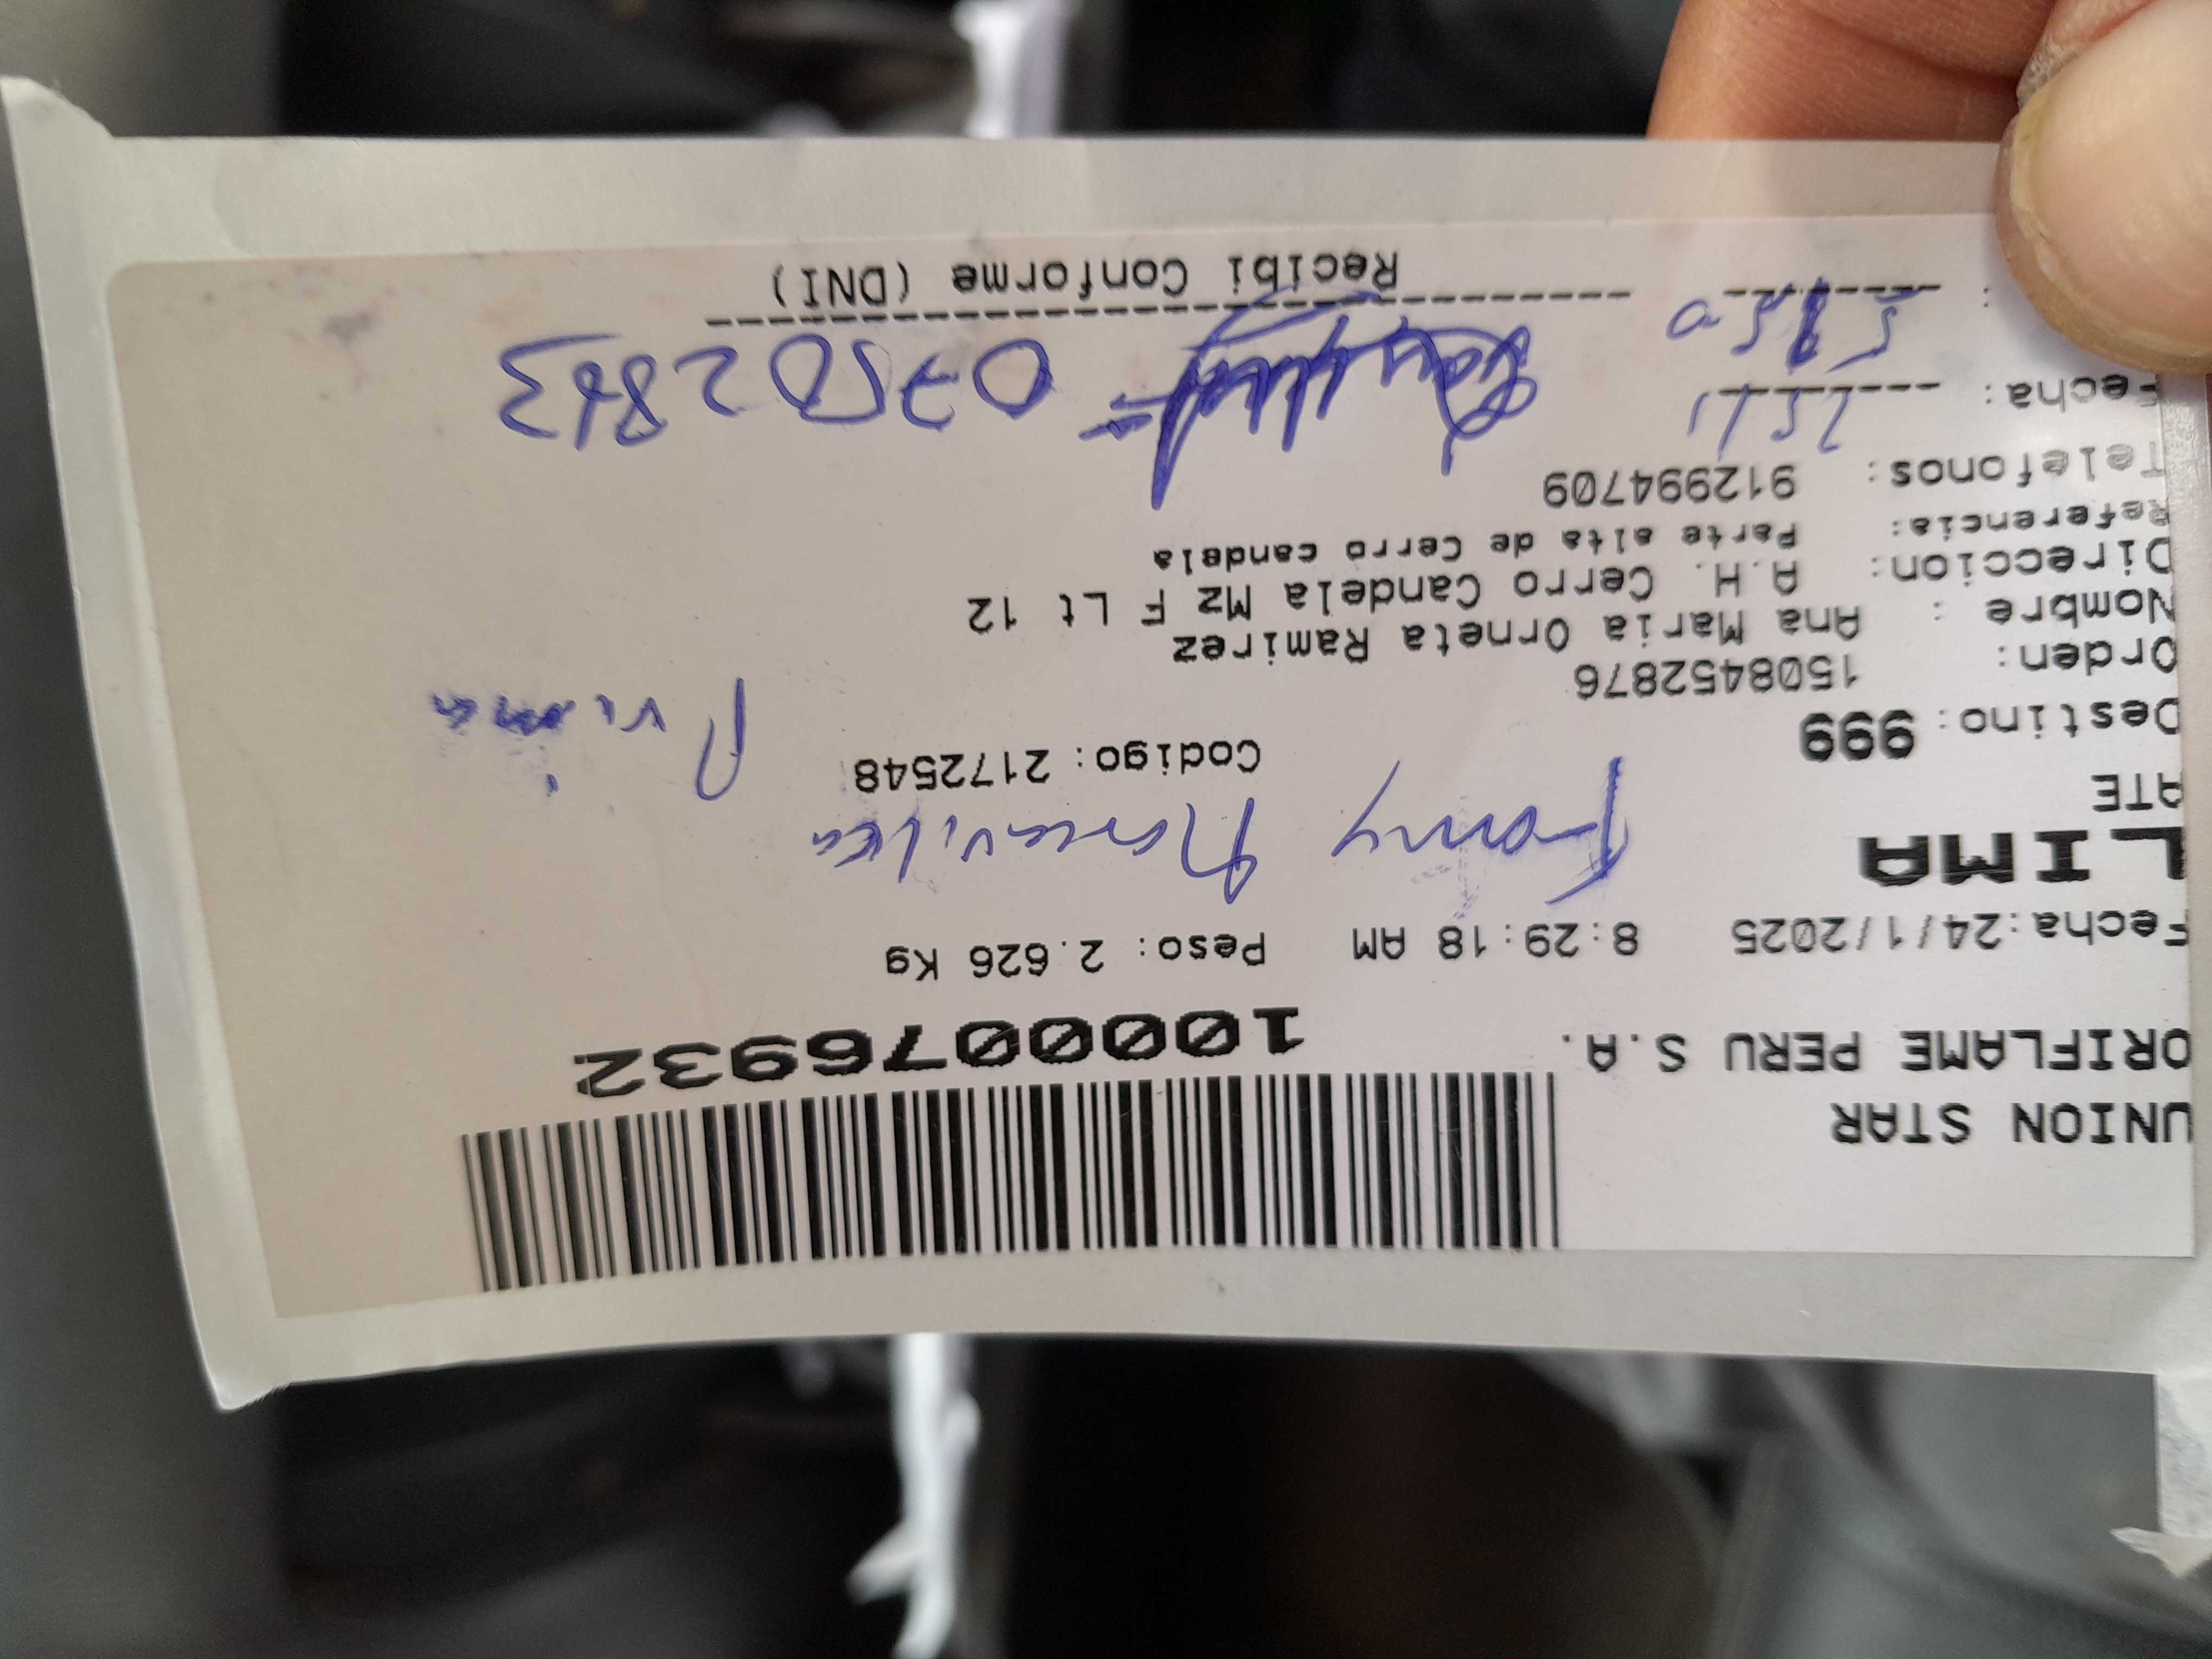 UNION STAR
ORIFLAME PERU S.A.
1000076932
Fecha:24/1/2025 8:29:18 AM Peso: 2.626 Kg
LIMA
ATE
Destino: 999 Codigo: 2172548
Prima
Orden: 1508452876
Nombre : Ana Maria Orneta Ramirez
Direccion: A.H. Cerro Candela Mz F Lt 12
Referencia: Parte alta de Cerro candela
Telefonos: 912994709
Fecha:
Recibi Conforme (DNI)